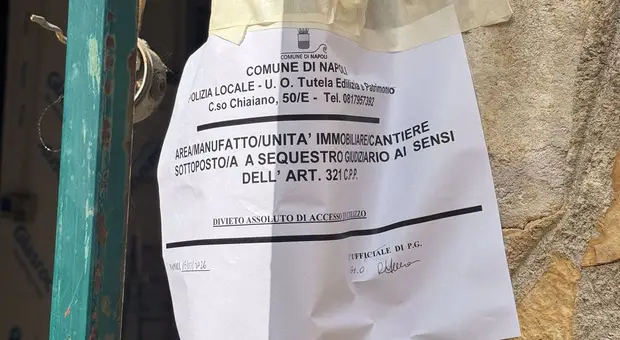 COMUNE DI NAPOLI
COMUNE DI NAPOLI
POLIZIA LOCALE - U. O. Tutela Edilizia e Patrimonio
C.so Chiaiano, 50/E - Tel. 0817957392
AREA/MANUFATTO/UNITA' IMMOBILIARE/CANTIERE
SOTTOPOSTO/A A SEQUESTRO GIUDIZIARIO AI SENSI
DELL' ART. 321 C.P.P.
DIVIETO ASSOLUTO DI ACCESSO
L'UFFICIALE DI P.G.